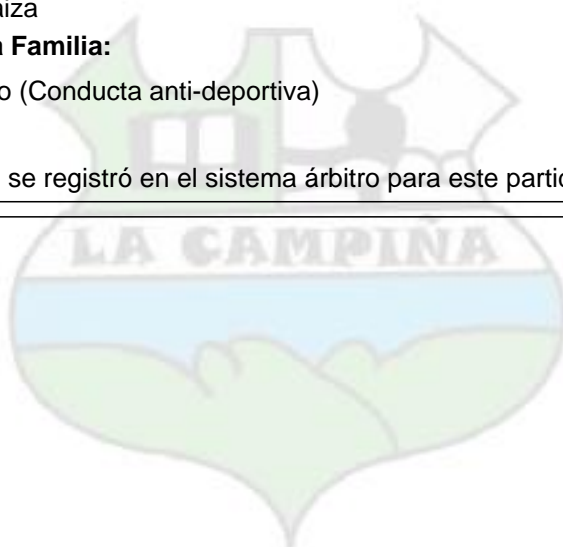 aiza
a Familia:
o (Conducta anti-deportiva)
se registró en el sistema árbitro para este partic
LA CAMPIÑA